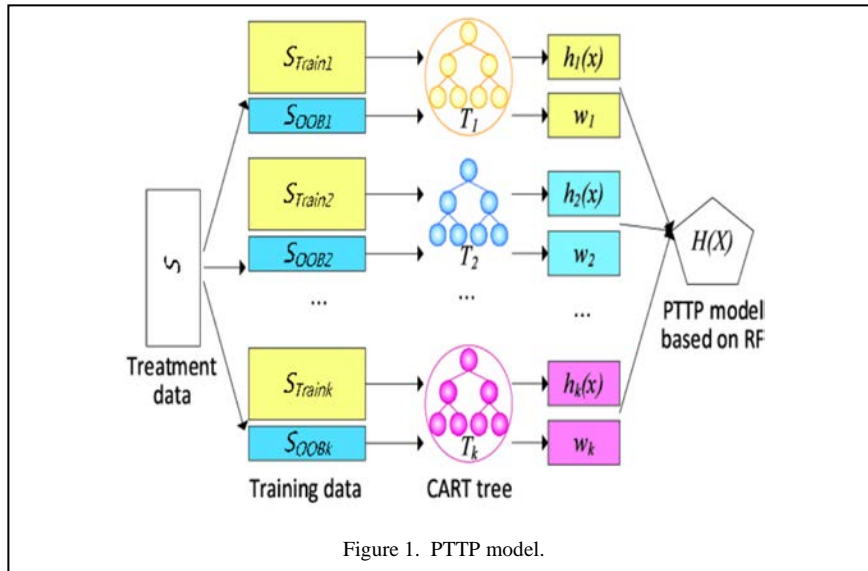 S
Treatment
data
S_Train1
S_OOB1
S_Train2
S_OOB2
...
S_Traink
S_OOBk
Training data
T_1
T_2
...
T_k
CART tree
h_1(x)
w_1
h_2(x)
w_2
...
h_k(x)
w_k
H(X)
PTTP model
based on RF
Figure 1. PTTP model.